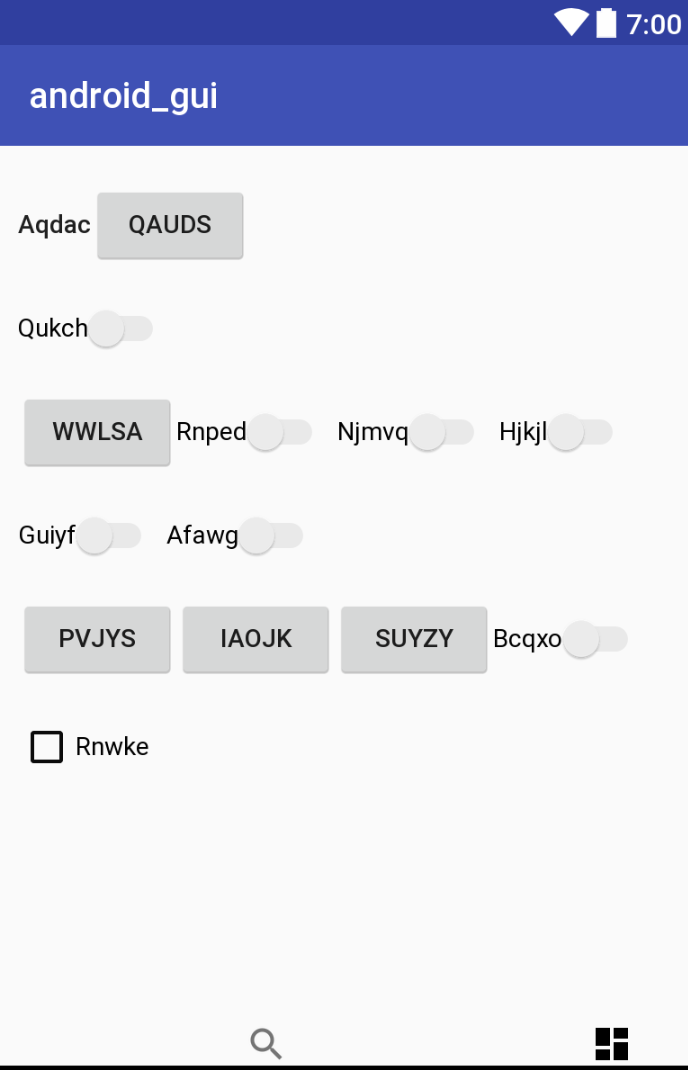 7:00
android_gui
Aqdac QAUDS
Qukch
WWLSA Rnped Njmvq Hjkjl
Guiyf Afawg
PVJYS IAOJK SUYZY Bcqxo
Rnwke